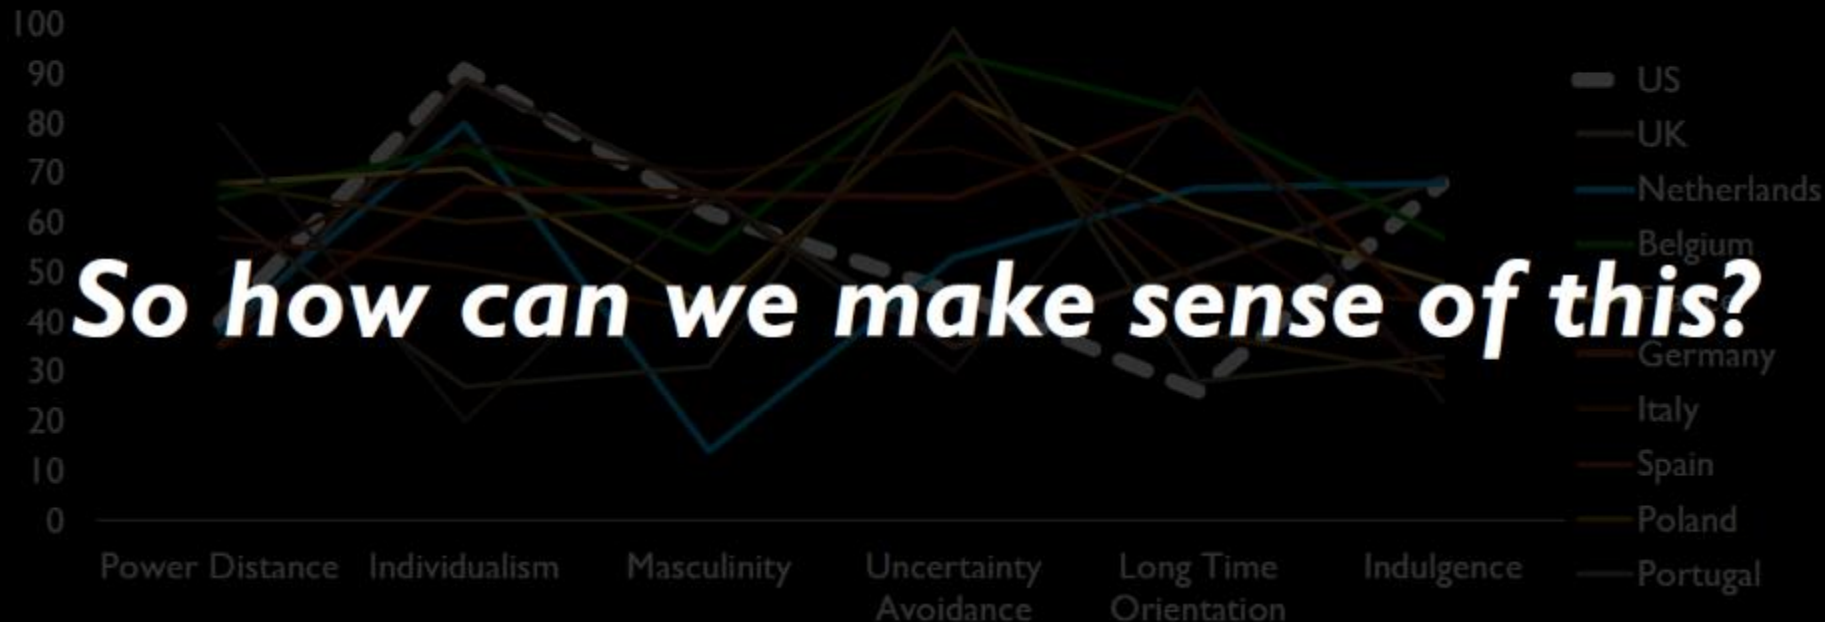 100
90
80
70
60
50
40
30
20
10
0
So how can we make sense of this?
Power Distance
Individualism
Masculinity
Uncertainty
Avoidance
Long Time
Orientation
Indulgence
US
UK
Netherlands
Belgium
Germany
Italy
Spain
Poland
Portugal